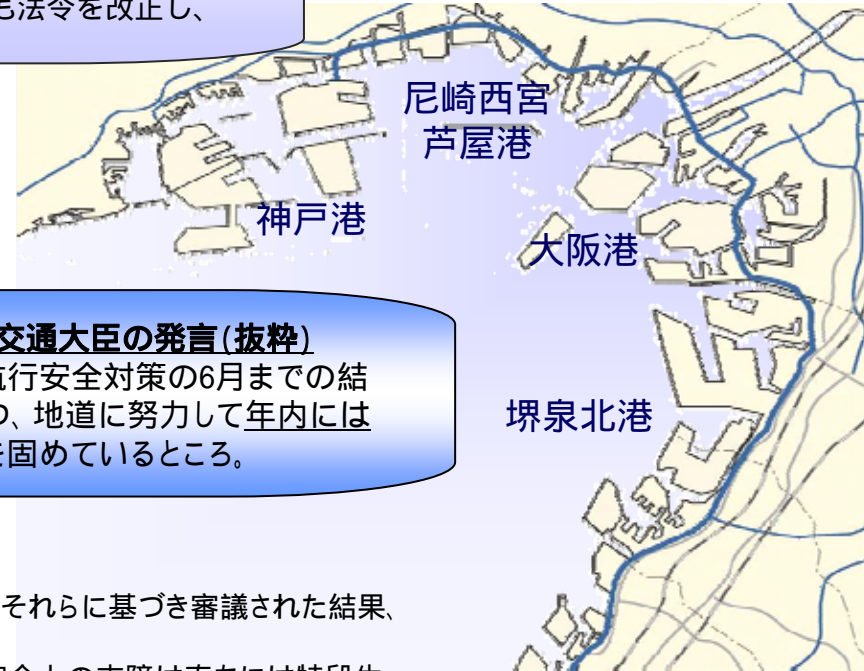 も法令を改正し、
尼崎西宮
芦屋港
神戸港
大阪港
交通大臣の発言(抜粋)
航行安全対策の6月までの結
つ、地道に努力して年内には
を固めているところ。
堺泉北港
それらに基づき審議された結果、